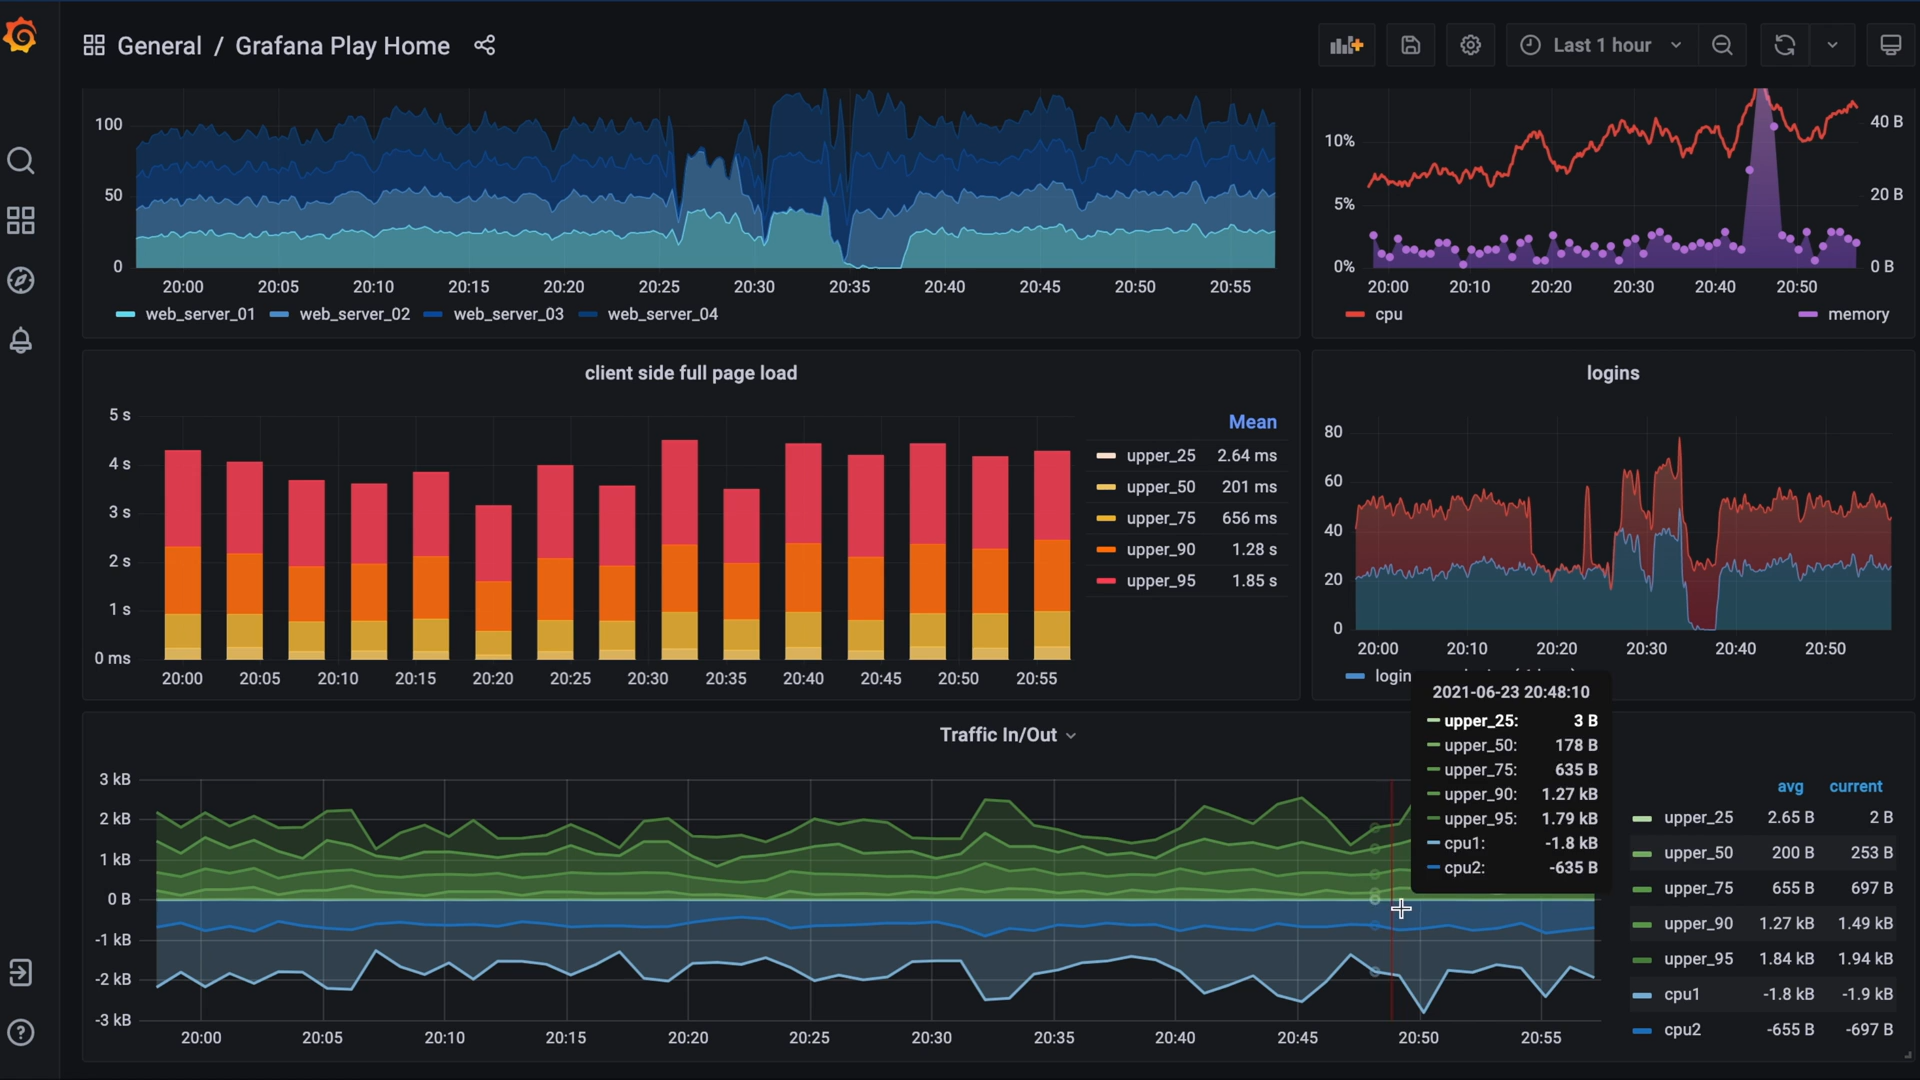 General / Grafana Play Home
Last 1 hour
100
50
0
20:00 20:05 20:10 20:15 20:20 20:25 20:30 20:35 20:40 20:45 20:50 20:55
web_server_01 web_server_02 web_server_03 web_server_04
10% 40 B
5% 20 B
0% 0 B
20:00 20:10 20:20 20:30 20:40 20:50
cpu memory
client side full page load
5 s
4 s
3 s
2 s
1 s
0 ms
20:00 20:05 20:10 20:15 20:20 20:25 20:30 20:35 20:40 20:45 20:50 20:55
Mean
upper_25 2.64 ms
upper_50 201 ms
upper_75 656 ms
upper_90 1.28 s
upper_95 1.85 s
logins
80
60
40
20
0
20:00 20:10 20:20 20:30 20:40 20:50
login
Traffic In/Out
3 kB
2 kB
1 kB
0 B
-1 kB
-2 kB
-3 kB
20:00 20:05 20:10 20:15 20:20 20:25 20:30 20:35 20:40 20:45 20:50 20:55
2021-06-23 20:48:10
upper_25: 3 B
upper_50: 178 B
upper_75: 635 B
upper_90: 1.27 kB
upper_95: 1.79 kB
cpu1: -1.8 kB
cpu2: -635 B
avg current
upper_25 2.65 B 2 B
upper_50 200 B 253 B
upper_75 655 B 697 B
upper_90 1.27 kB 1.49 kB
upper_95 1.84 kB 1.94 kB
cpu1 -1.8 kB -1.9 kB
cpu2 -655 B -697 B